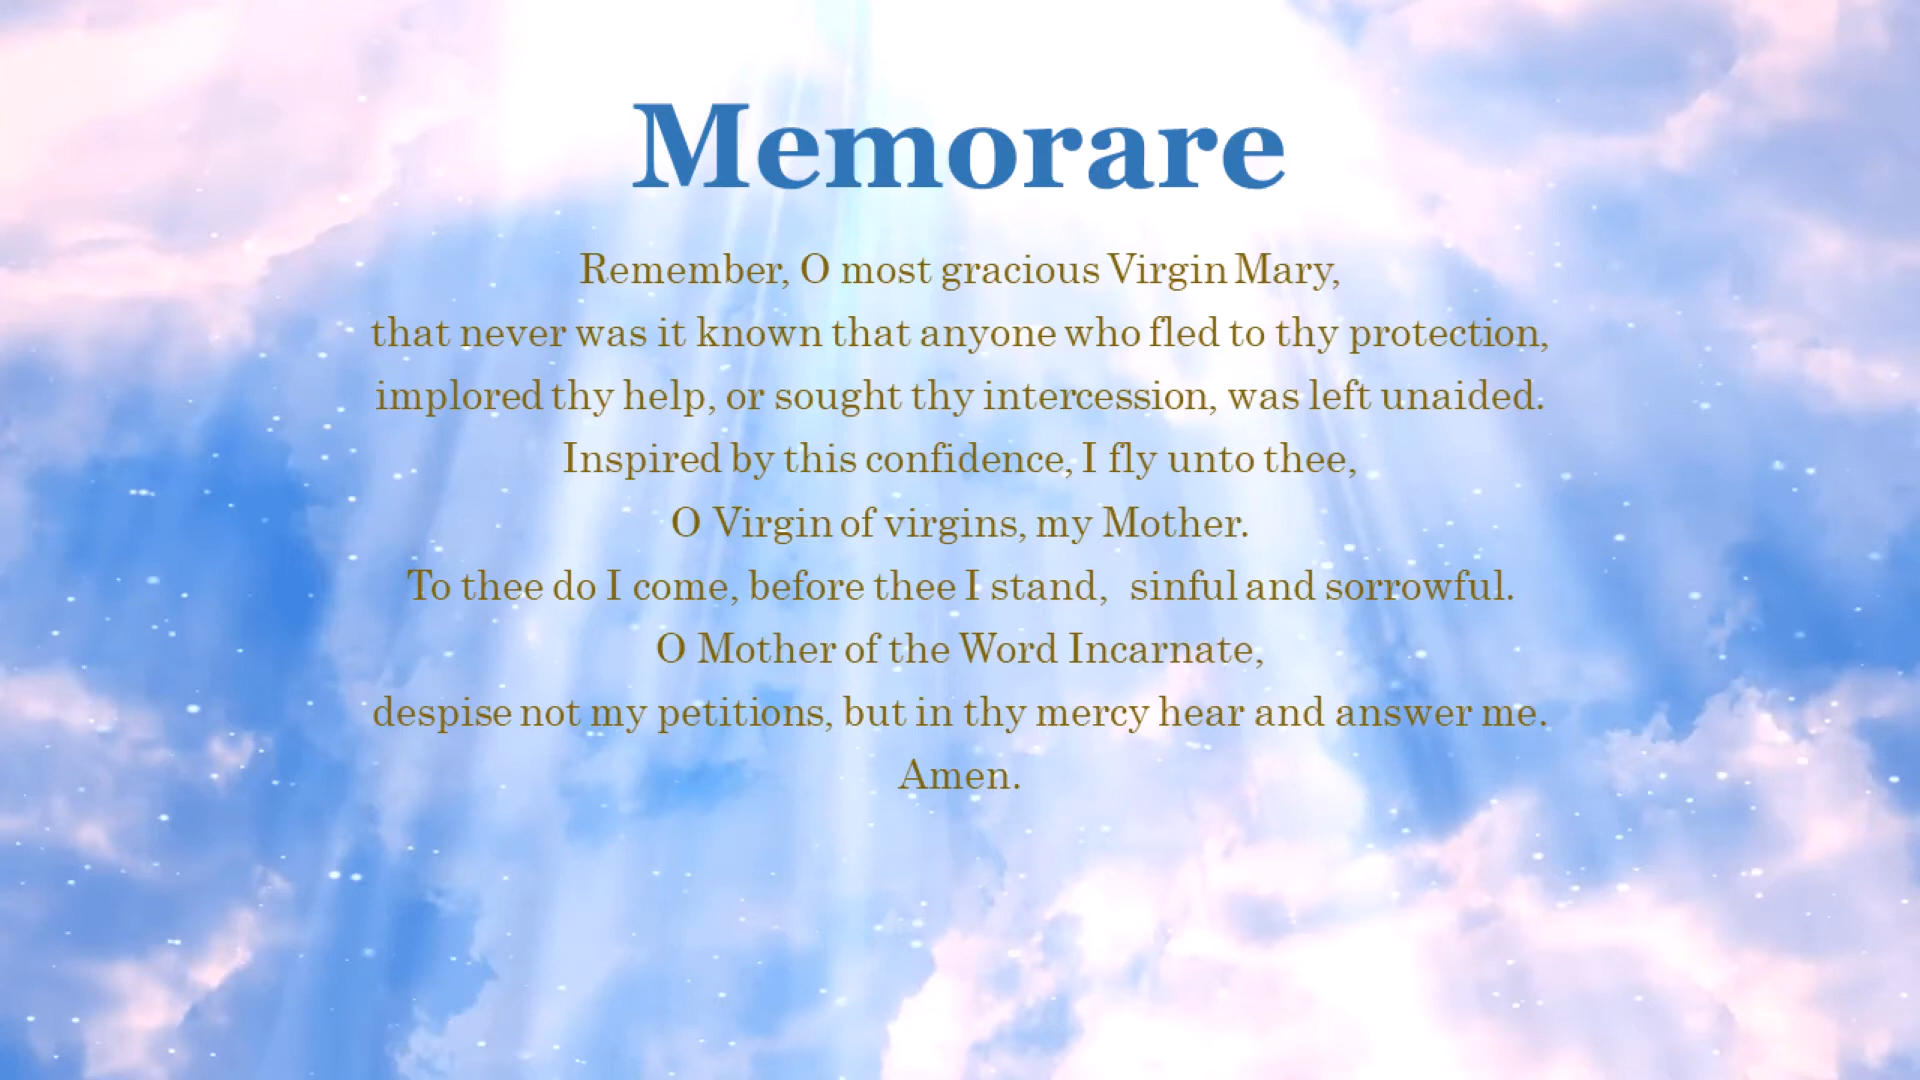 Memorare
Remember, O most gracious Virgin Mary,
that never was it known that anyone who fled to thy protection,
implored thy help, or sought thy intercession, was left unaided.
Inspired by this confidence, I fly unto thee,
O Virgin of virgins, my Mother.
To thee do I come, before thee I stand,  sinful and sorrowful.
O Mother of the Word Incarnate,
despise not my petitions, but in thy mercy hear and answer me.
Amen.